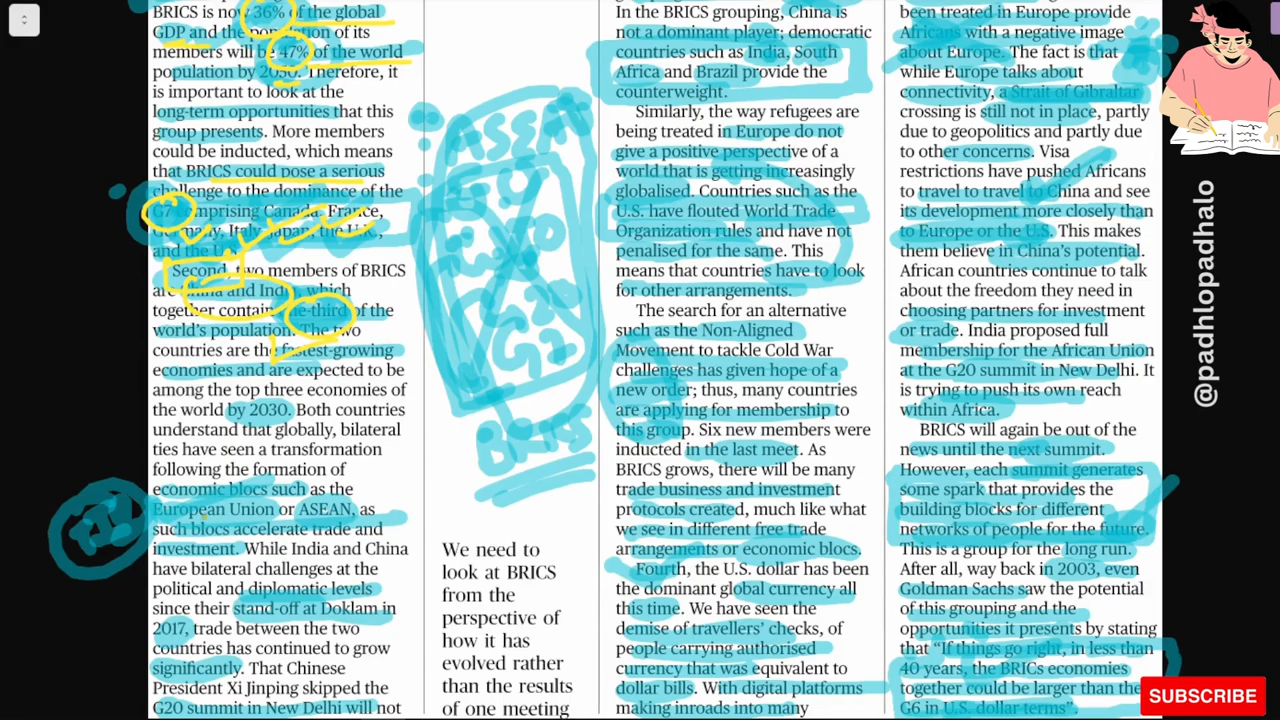 BRICS is now 36% of the global
GDP and the population of its
members will be 47% of the world
population by 2050. Therefore, it
is important to look at the
long-term opportunities that this
group presents. More members
could be inducted, which means
that BRICS could pose a serious
challenge to the dominance of the
G7 comprising Canada, France,
Germany, Italy, Japan, the U.K.,
and the U.S.
Second, two members of BRICS
are China and India, which
together contain one-third of the
world's population. The two
countries are the fastest-growing
economies and are expected to be
among the top three economies of
the world by 2030. Both countries
understand that globally, bilateral
ties have seen a transformation
following the formation of
economic blocs such as the
European Union or ASEAN, as
such blocs accelerate trade and
investment. While India and China
have bilateral challenges at the
political and diplomatic levels
since their stand-off at Doklam in
2017, trade between the two
countries has continued to grow
significantly. That Chinese
President Xi Jinping skipped the
G20 summit in New Delhi will not
BRICS
We need to
look at BRICS
from the
perspective of
how it has
evolved rather
than the results
of one meeting
In the BRICS grouping, China is
not a dominant player; democratic
countries such as India, South
Africa and Brazil provide the
counterweight.
Similarly, the way refugees are
being treated in Europe do not
give a positive perspective of a
world that is getting increasingly
globalised. Countries such as the
U.S. have flouted World Trade
Organization rules and have not
penalised for the same. This
means that countries have to look
for other arrangements.
The search for an alternative
such as the Non-Aligned
Movement to tackle Cold War
challenges has given hope of a
new order; thus, many countries
are applying for membership to
this group. Six new members were
inducted in the last meet. As
BRICS grows, there will be many
trade business and investment
protocols created, much like what
we see in different free trade
arrangements or economic blocs.
Fourth, the U.S. dollar has been
the dominant global currency all
this time. We have seen the
demise of travellers' checks, of
people carrying authorised
currency that was equivalent to
dollar bills. With digital platforms
making inroads into many
been treated in Europe provide
Africans with a negative image
about Europe. The fact is that
while Europe talks about
connectivity, a Strait of Gibraltar
crossing is still not in place, partly
due to geopolitics and partly due
to other concerns. Visa
restrictions have pushed Africans
to travel to travel to China and see
its development more closely than
to Europe or the U.S. This makes
them believe in China's potential.
African countries continue to talk
about the freedom they need in
choosing partners for investment
or trade. India proposed full
membership for the African Union
at the G20 summit in New Delhi. It
is trying to push its own reach
within Africa.
BRICS will again be out of the
news until the next summit.
However, each summit generates
some spark that provides the
building blocks for different
networks of people for the future.
This is a group for the long run.
After all, way back in 2003, even
Goldman Sachs saw the potential
of this grouping and the
opportunities it presents by stating
that “If things go right, in less than
40 years, the BRICs economies
together could be larger than the
G6 in U.S. dollar terms”.
@padhlopadhalo
SUBSCRIBE